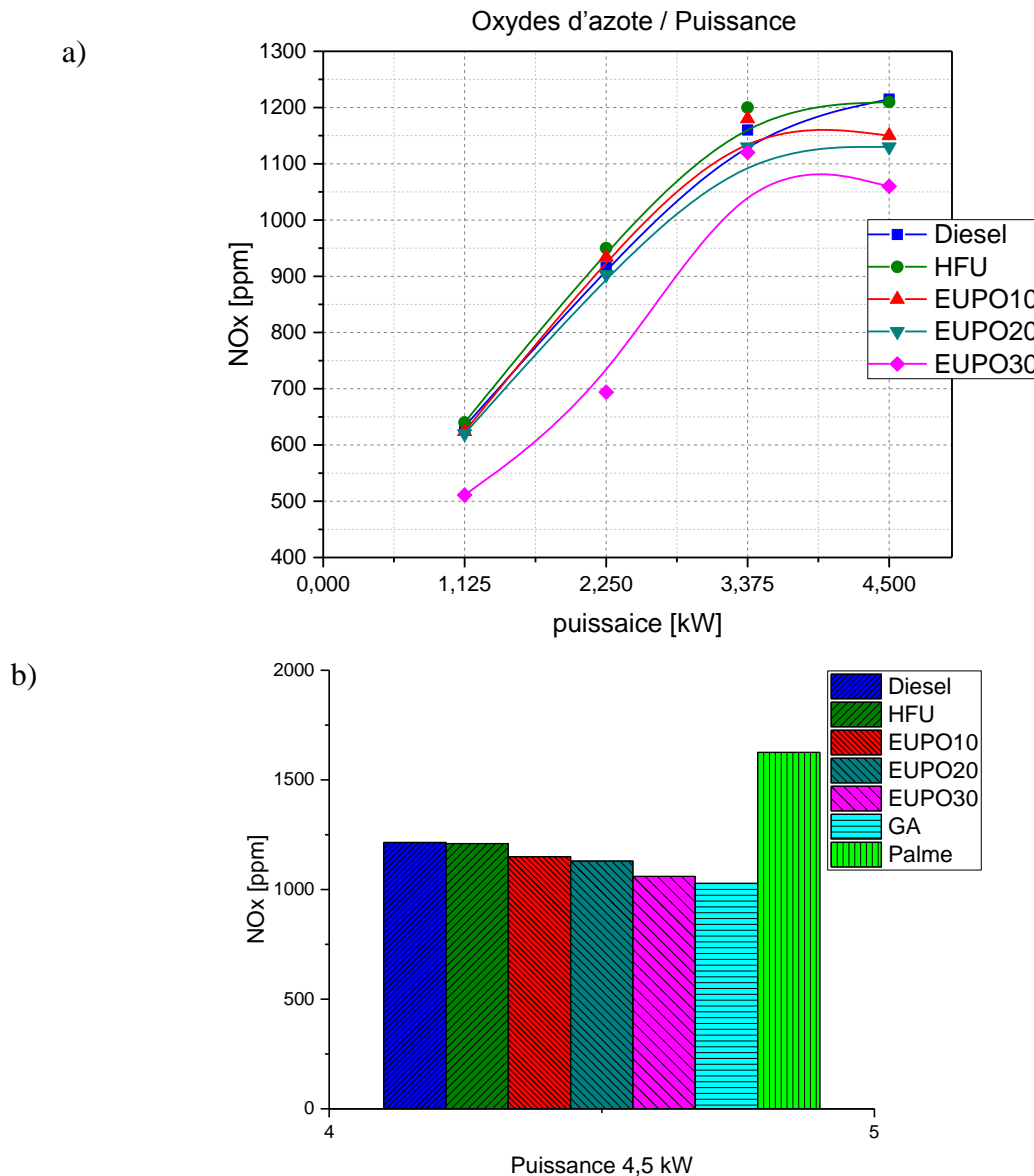 a)
Oxydes d'azote / Puissance
1300
1200
1100
1000
900
800
700
600
500
400
NOx [ppm]
0,000 1,125 2,250 3,375 4,500
puissaice [kW]
Diesel
HFU
EUPO10
EUPO20
EUPO30
b)
2000
1500
1000
500
0
NOx [ppm]
4 5
Puissance 4,5 kW
Diesel
HFU
EUPO10
EUPO20
EUPO30
GA
Palme